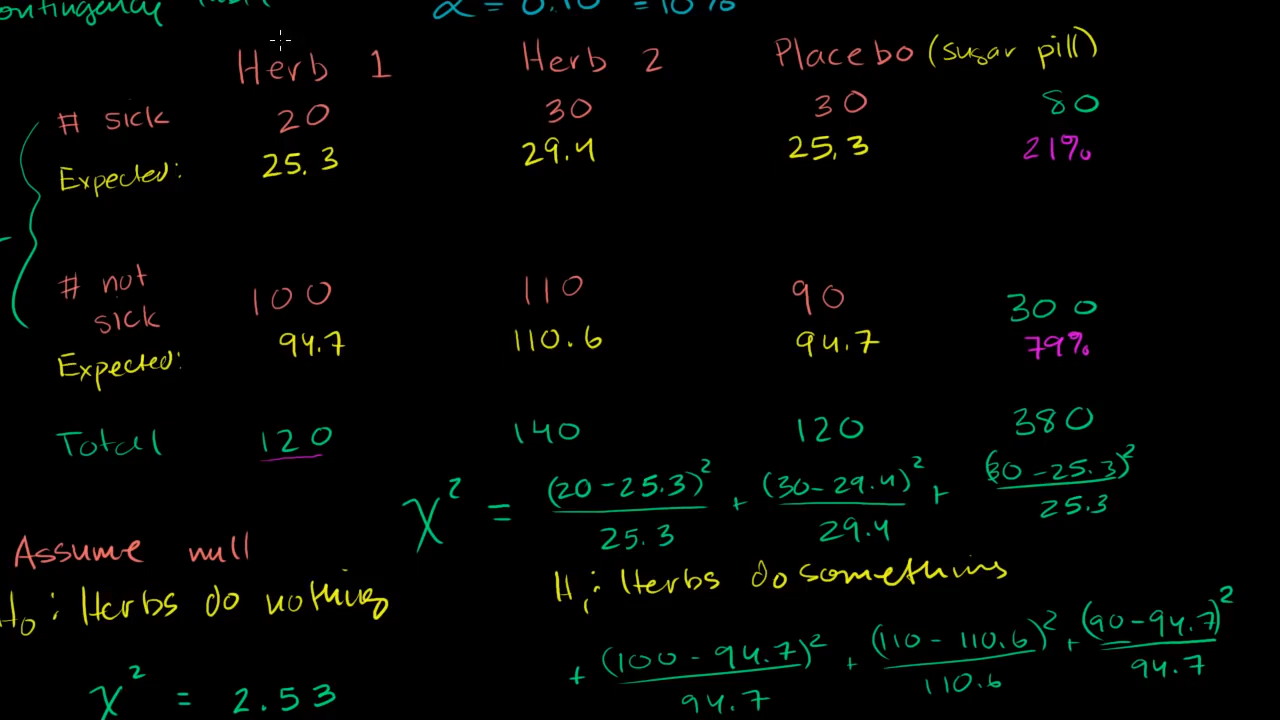 contingency α = 0.10 = 10%
Herb 1 Herb 2 Placebo (sugar pill)
# sick 20 30 30 80
Expected: 25.3 29.4 25.3 21%
# not sick 100 110 90 300
Expected: 94.7 110.6 94.7 79%
Total 120 140 120 380
χ² = (20-25.3)²/25.3 + (30-29.4)²/29.4 + (30-25.3)²/25.3
Assume null
H₀: Herbs do nothing H₁: Herbs do something
+ (100-94.7)²/94.7 + (110-110.6)²/110.6 + (90-94.7)²/94.7
χ² = 2.53